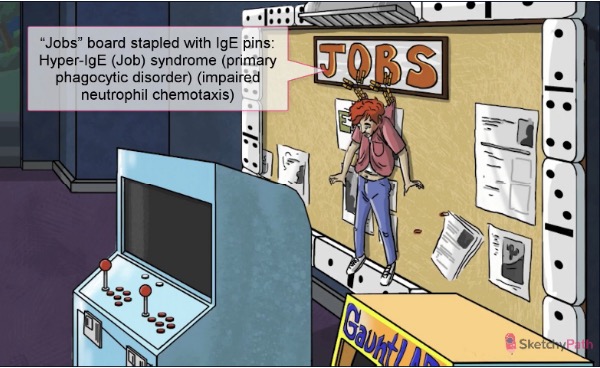 "Jobs" board stapled with IgE pins:
Hyper-IgE (Job) syndrome (primary
phagocytic disorder) (impaired
neutrophil chemotaxis)
JOBS
SketchyPath